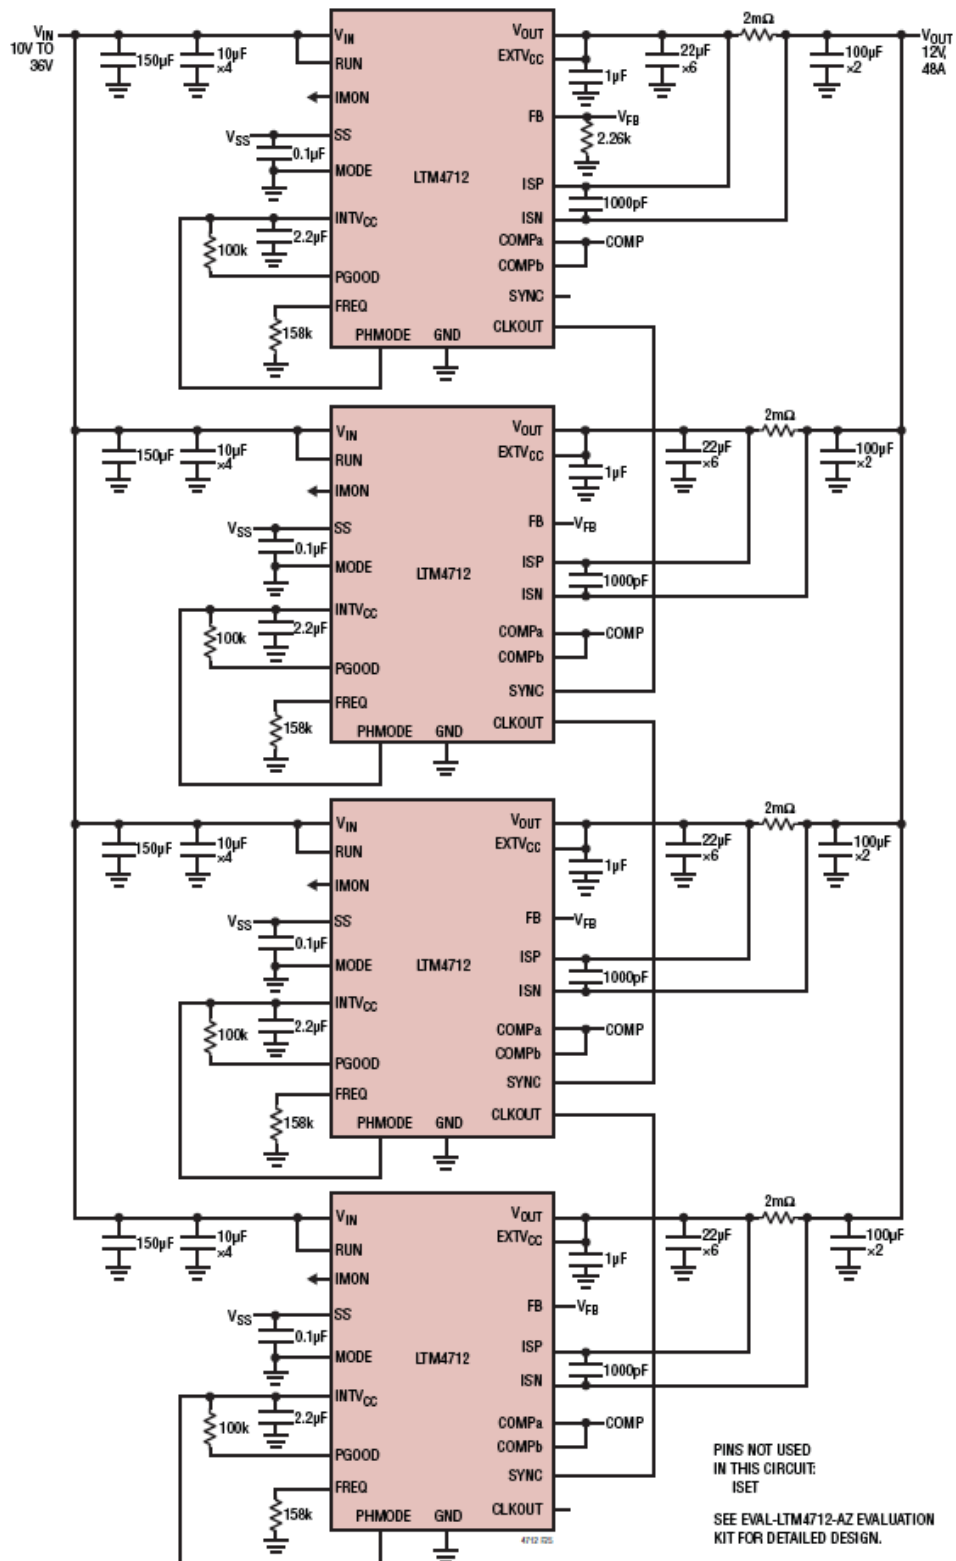 VIN
10V TO
36V
150µF
10µF
×4
VIN
RUN
IMON
VSS
SS
0.1µF
MODE
INTVCC
2.2µF
100k
PGOOD
FREQ
158k
PHMODE
GND
LTM4712
VOUT
EXTVCC
1µF
22µF
×6
2mΩ
100µF
×2
VOUT
12V,
48A
FB
VFB
2.26k
ISP
1000pF
ISN
COMPa
COMP
COMPb
SYNC
CLKOUT
150µF
10µF
×4
VIN
RUN
IMON
VSS
SS
0.1µF
MODE
INTVCC
2.2µF
100k
PGOOD
FREQ
158k
PHMODE
GND
LTM4712
VOUT
EXTVCC
1µF
22µF
×6
2mΩ
100µF
×2
FB
VFB
ISP
1000pF
ISN
COMPa
COMP
COMPb
SYNC
CLKOUT
150µF
10µF
×4
VIN
RUN
IMON
VSS
SS
0.1µF
MODE
INTVCC
2.2µF
100k
PGOOD
FREQ
158k
PHMODE
GND
LTM4712
VOUT
EXTVCC
1µF
22µF
×6
2mΩ
100µF
×2
FB
VFB
ISP
1000pF
ISN
COMPa
COMP
COMPb
SYNC
CLKOUT
150µF
10µF
×4
VIN
RUN
IMON
VSS
SS
0.1µF
MODE
INTVCC
2.2µF
100k
PGOOD
FREQ
158k
PHMODE
GND
LTM4712
VOUT
EXTVCC
1µF
22µF
×6
2mΩ
100µF
×2
FB
VFB
ISP
1000pF
ISN
COMPa
COMP
COMPb
SYNC
CLKOUT
PINS NOT USED
IN THIS CIRCUIT:
ISET
SEE EVAL-LTM4712-AZ EVALUATION
KIT FOR DETAILED DESIGN.